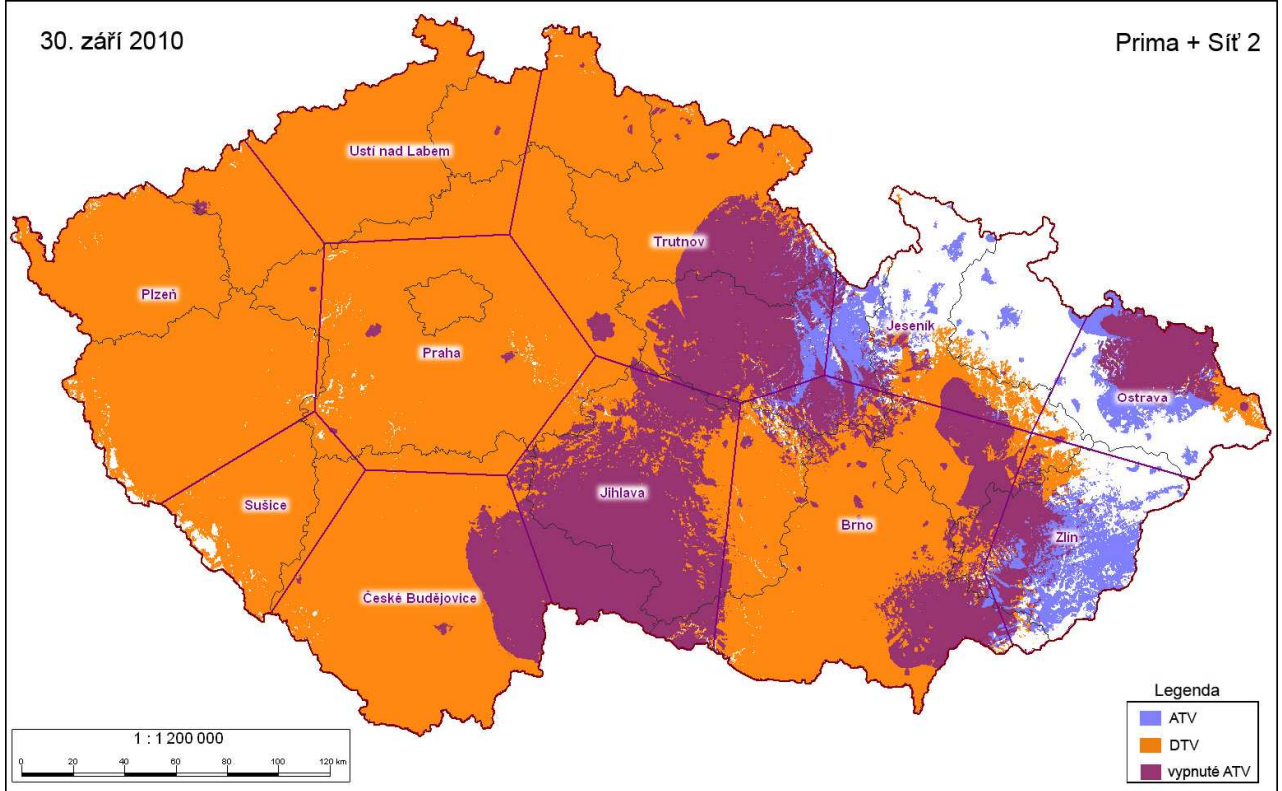 30. září 2010
Prima + Síť 2
Ustí nad Labem
Trutnov
Plzeň
Jeseník
Praha
Ostrava
Sušice
Jihlava
Brno
Zlín
České Budějovice
Legenda
ATV
DTV
vypnuté ATV
1 : 1 200 000
0 20 40 60 80 100 120 km